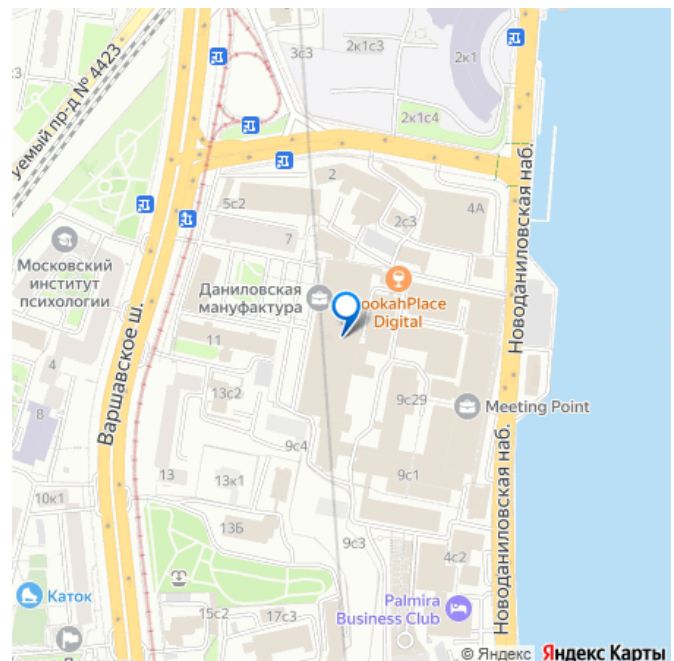 3с3
2к1с3
2к1
уемый пр-д № 4423
2к1с4
2
5с2
2с3
4А
7
Московский
институт
психологии
Даниловская
мануфактура
ookahPlace
Digital
Новоданиловская наб.
11
4
Варшавское ш.
13с2
9с29
Meeting Point
8
9с4
9с1
13
13к1
10к1
13Б
9с3
4с2
Новоданиловская наб.
Каток
15с2
17с3
Palmira
Business Club
© Яндекс Яндекс Карты